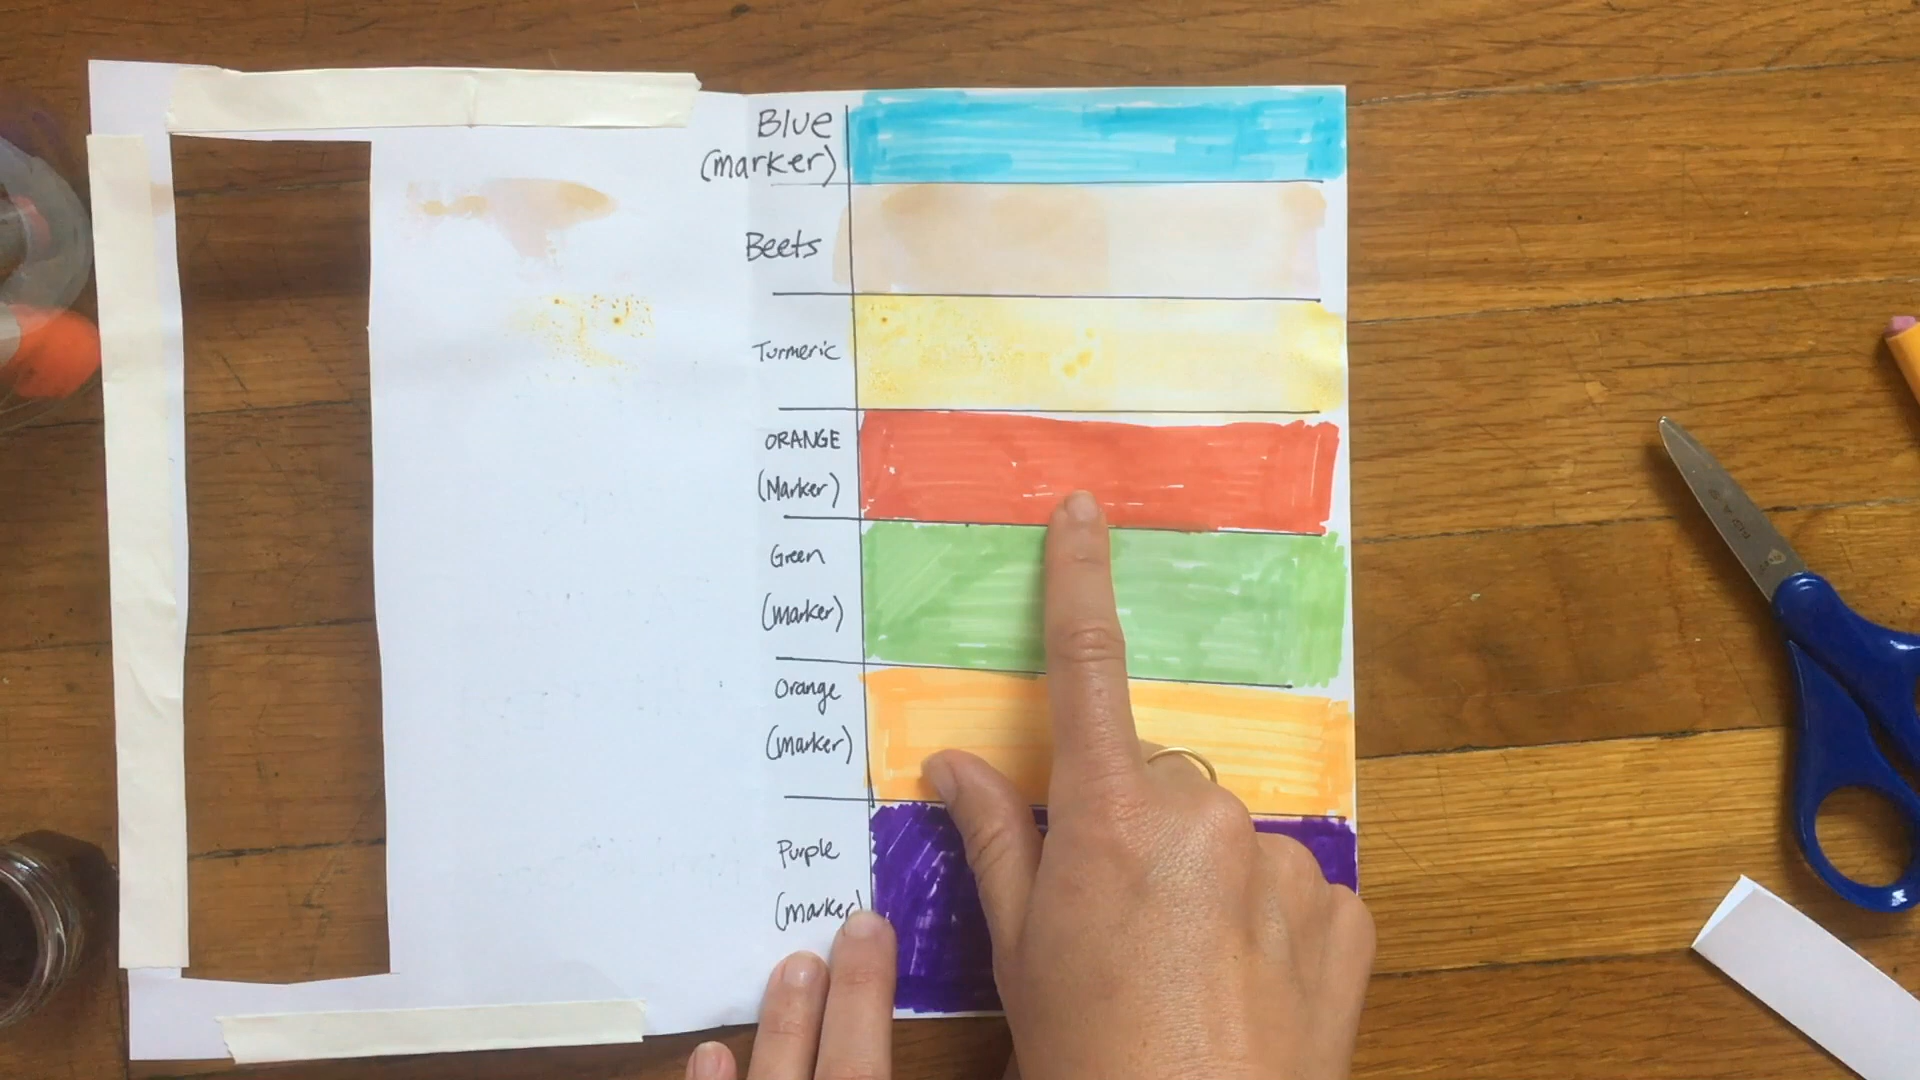 Blue
(marker)
Beets
Turmeric
ORANGE
(Marker)
Green
(marker)
Orange
(marker)
Purple
(marker)